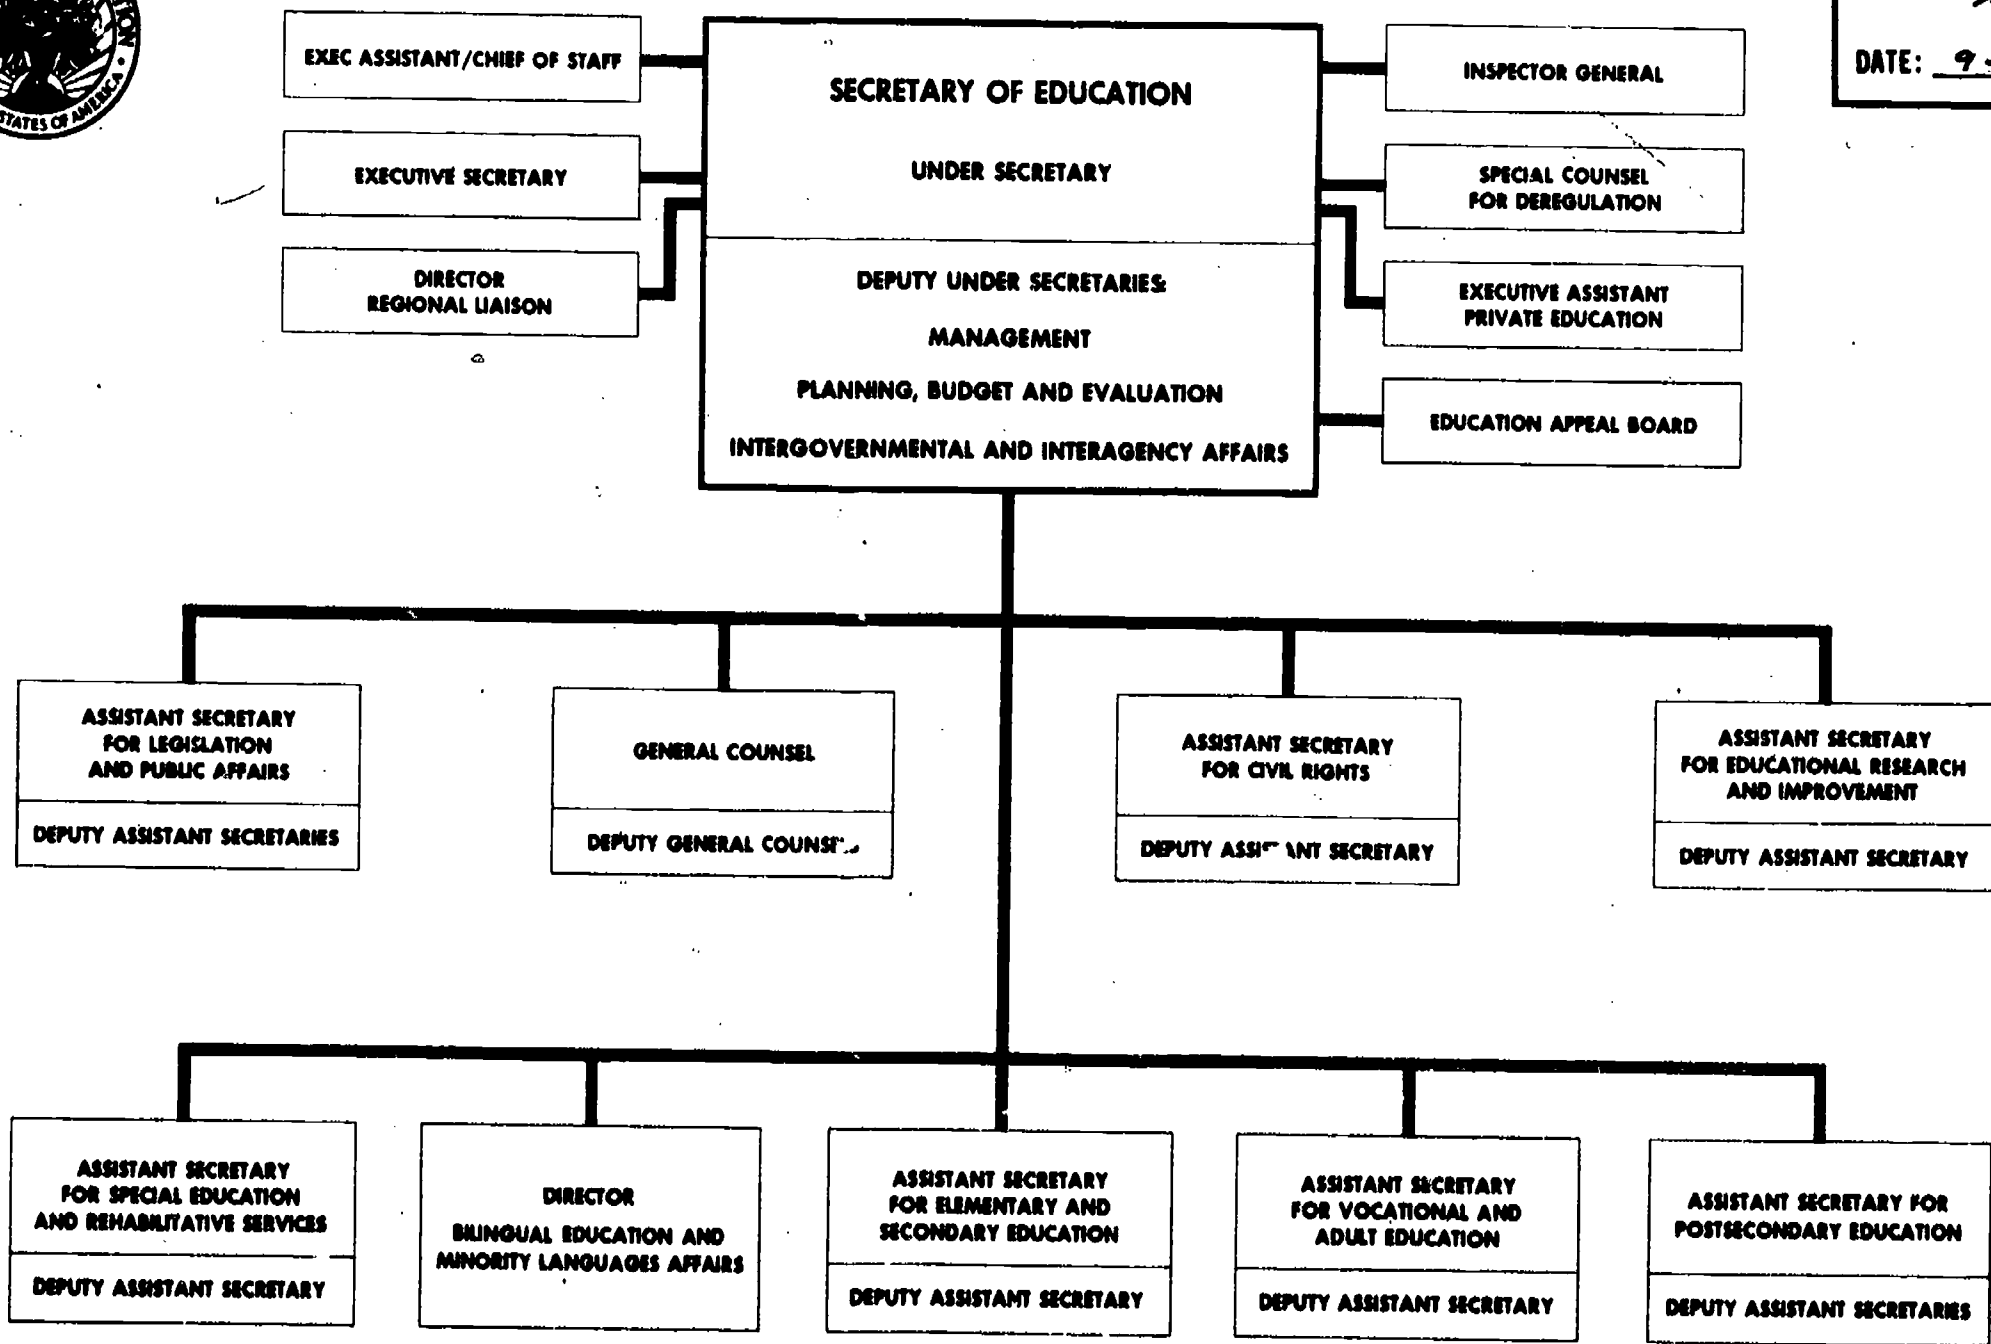 TION •
STATES OF AMERICA •
DATE: 9-
EXEC ASSISTANT/CHIEF OF STAFF
EXECUTIVE SECRETARY
DIRECTOR
REGIONAL LIAISON
SECRETARY OF EDUCATION
UNDER SECRETARY
DEPUTY UNDER SECRETARIES:
MANAGEMENT
PLANNING, BUDGET AND EVALUATION
INTERGOVERNMENTAL AND INTERAGENCY AFFAIRS
INSPECTOR GENERAL
SPECIAL COUNSEL
FOR DEREGULATION
EXECUTIVE ASSISTANT
PRIVATE EDUCATION
EDUCATION APPEAL BOARD
ASSISTANT SECRETARY
FOR LEGISLATION
AND PUBLIC AFFAIRS
DEPUTY ASSISTANT SECRETARIES
GENERAL COUNSEL
DEPUTY GENERAL
ASSISTANT SECRETARY
FOR CIVIL RIGHTS
DEPUTY ASSISTANT SECRETARY
ASSISTANT SECRETARY
FOR EDUCATIONAL RESEARCH
AND IMPROVEMENT
DEPUTY ASSISTANT SECRETARY
ASSISTANT SECRETARY
FOR SPECIAL EDUCATION
AND REHABILITATIVE SERVICES
DEPUTY ASSISTANT SECRETARY
DIRECTOR
BILINGUAL EDUCATION AND
MINORITY LANGUAGES AFFAIRS
ASSISTANT SECRETARY
FOR ELEMENTARY AND
SECONDARY EDUCATION
DEPUTY ASSISTANT SECRETARY
ASSISTANT SECRETARY
FOR VOCATIONAL AND
ADULT EDUCATION
DEPUTY ASSISTANT SECRETARY
ASSISTANT SECRETARY FOR
POSTSECONDARY EDUCATION
DEPUTY ASSISTANT SECRETARIES